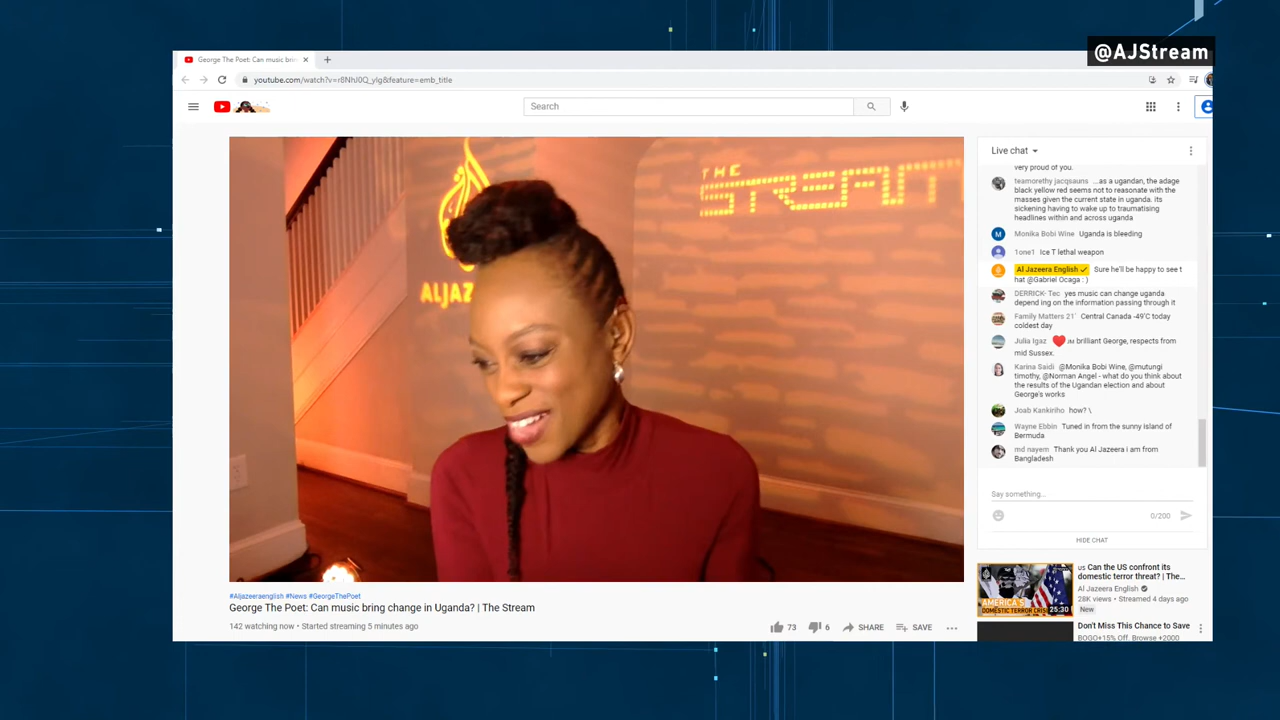 @AJStream
George The Poet: Can music brin
youtube.com/watch?v=r8NhJ0Q_yIg&feature=emb_title
Search
ALJAZ
THE
STREAM
Live chat
very proud of you.
teamorethy jacqsauns ...as a ugandan, the adage
black yellow red seems not to reasonate with the
masses given the current state in uganda. its
sickening having to wake up to traumatising
headlines within and across uganda
Monika Bobi Wine Uganda is bleeding
1one1 Ice T lethal weapon
Al Jazeera English Sure he'll be happy to see t
hat @Gabriel Ocaga : )
DERRICK- Tec yes music can change uganda
depend ing on the information passing through it
Family Matters 21' Central Canada -49'C today
coldest day
Julia Igaz brilliant George, respects from
mid Sussex.
Karina Saidi @Monika Bobi Wine, @mutungi
timothy, @Norman Angel - what do you think about
the results of the Ugandan election and about
George's works
Joab Kankiriho how? \
Wayne Ebbin Tuned in from the sunny island of
Bermuda
md nayem Thank you Al Jazeera i am from
Bangladesh
Say something...
0/200
HIDE CHAT
#Aljazeeraenglish #News #GeorgeThePoet
George The Poet: Can music bring change in Uganda? | The Stream
142 watching now • Started streaming 5 minutes ago
73
6
SHARE
SAVE
AMERICA'S
DOMESTIC TERROR CRISIS
25:30
us Can the US confront its
domestic terror threat? | The...
Al Jazeera English
28K views • Streamed 4 days ago
New
Don't Miss This Chance to Save
BOGO+15% Off. Browse +2000